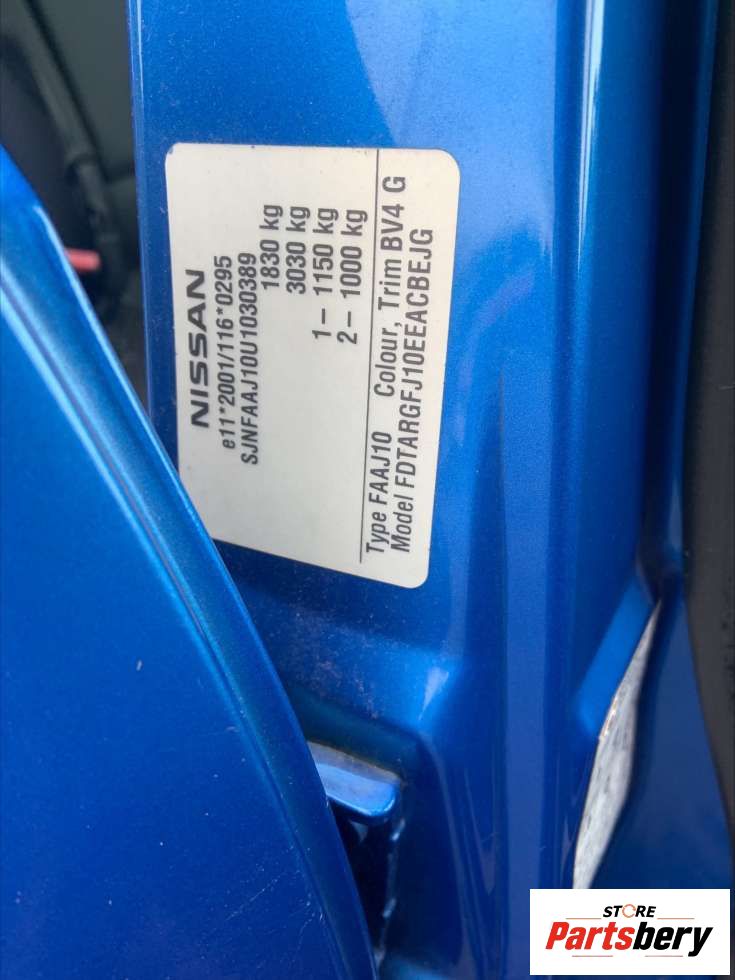 NISSAN
e11*2001/116*0295
SJNFAAJ10U1030389
1830 kg
3030 kg
1– 1150 kg
2– 1000 kg
Type FAAJ10 Colour, Trim BV4 G
Model FDTARGFJ10EEACBEJG
STORE
Partsbery